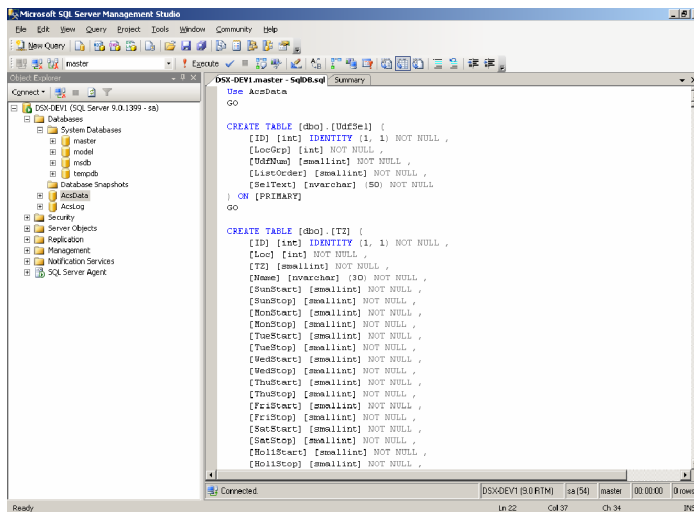 Microsoft SQL Server Management Studio
File Edit View Query Project Tools Window Community Help
New Query
master
Execute
Object Explorer
DSX-DEV1.master - SqlDB.sql Summary
Connect
DSX-DEV1 (SQL Server 9.0.1399 - sa)
Databases
System Databases
master
model
msdb
tempdb
Database Snapshots
AcsData
AcsLog
Security
Server Objects
Replication
Management
Notification Services
SQL Server Agent
Use AcsData
GO
CREATE TABLE [dbo].[UdfSel] (
[ID] [int] IDENTITY (1, 1) NOT NULL ,
[LocGrp] [int] NOT NULL ,
[UdfNum] [smallint] NOT NULL ,
[ListOrder] [smallint] NOT NULL ,
[SelText] [nvarchar] (50) NOT NULL
) ON [PRIMARY]
GO
CREATE TABLE [dbo].[TZ] (
[ID] [int] IDENTITY (1, 1) NOT NULL ,
[Loc] [int] NOT NULL ,
[TZ] [smallint] NOT NULL ,
[Name] [nvarchar] (30) NOT NULL ,
[SunStart] [smallint] NOT NULL ,
[SunStop] [smallint] NOT NULL ,
[MonStart] [smallint] NOT NULL ,
[MonStop] [smallint] NOT NULL ,
[TueStart] [smallint] NOT NULL ,
[TueStop] [smallint] NOT NULL ,
[WedStart] [smallint] NOT NULL ,
[WedStop] [smallint] NOT NULL ,
[ThuStart] [smallint] NOT NULL ,
[ThuStop] [smallint] NOT NULL ,
[FriStart] [smallint] NOT NULL ,
[FriStop] [smallint] NOT NULL ,
[SatStart] [smallint] NOT NULL ,
[SatStop] [smallint] NOT NULL ,
[Hol1Start] [smallint] NOT NULL ,
[Hol1Stop] [smallint] NOT NULL ,
Connected. DSX-DEV1 (9.0 RTM) sa (54) master 00:00:00 0 rows
Ready Ln 22 Col 37 Ch 34 INS